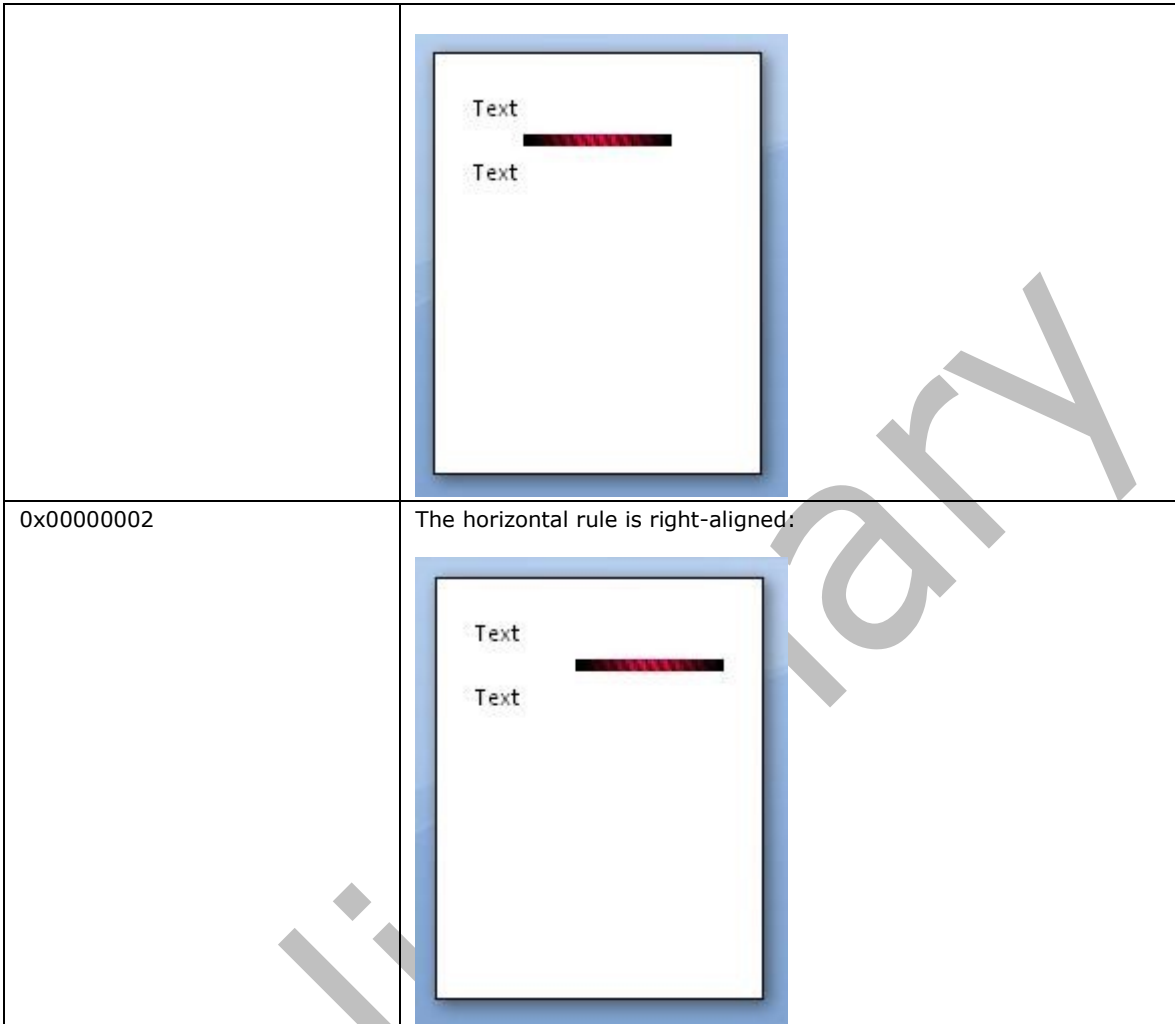 Text
Text
0x00000002
The horizontal rule is right-aligned:
Text
Text